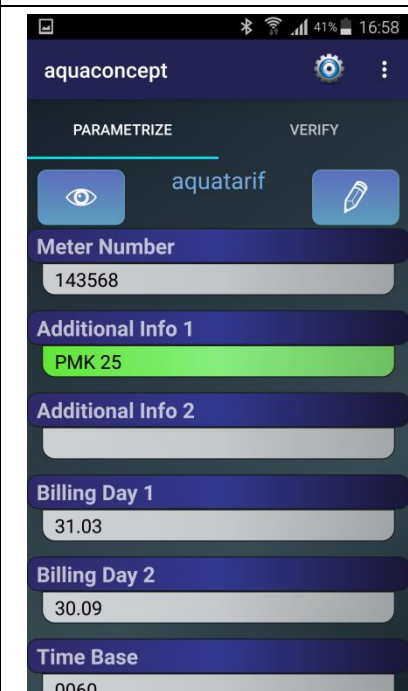 41% 16:58
aquaconcept
PARAMETRIZE VERIFY
aquatarif
Meter Number
143568
Additional Info 1
PMK 25
Additional Info 2
Billing Day 1
31.03
Billing Day 2
30.09
Time Base
0060